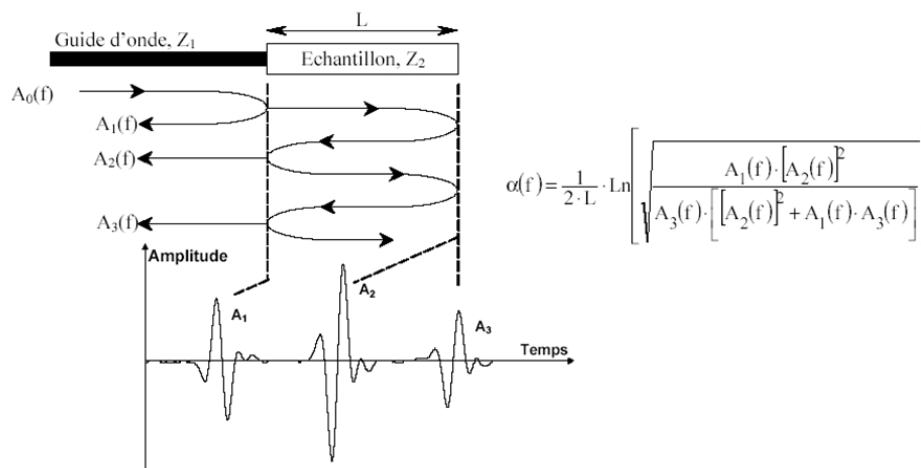 L
Guide d'onde, Z₁
Echantillon, Z₂
A₀(f)
A₁(f)
A₂(f)
A₃(f)
α(f) = 1/(2·L) · Ln[√(A₁(f)·[A₂(f)]²/(A₃(f)·[[A₂(f)]² + A₁(f)·A₃(f)]))]
Amplitude
A₁
A₂
A₃
Temps